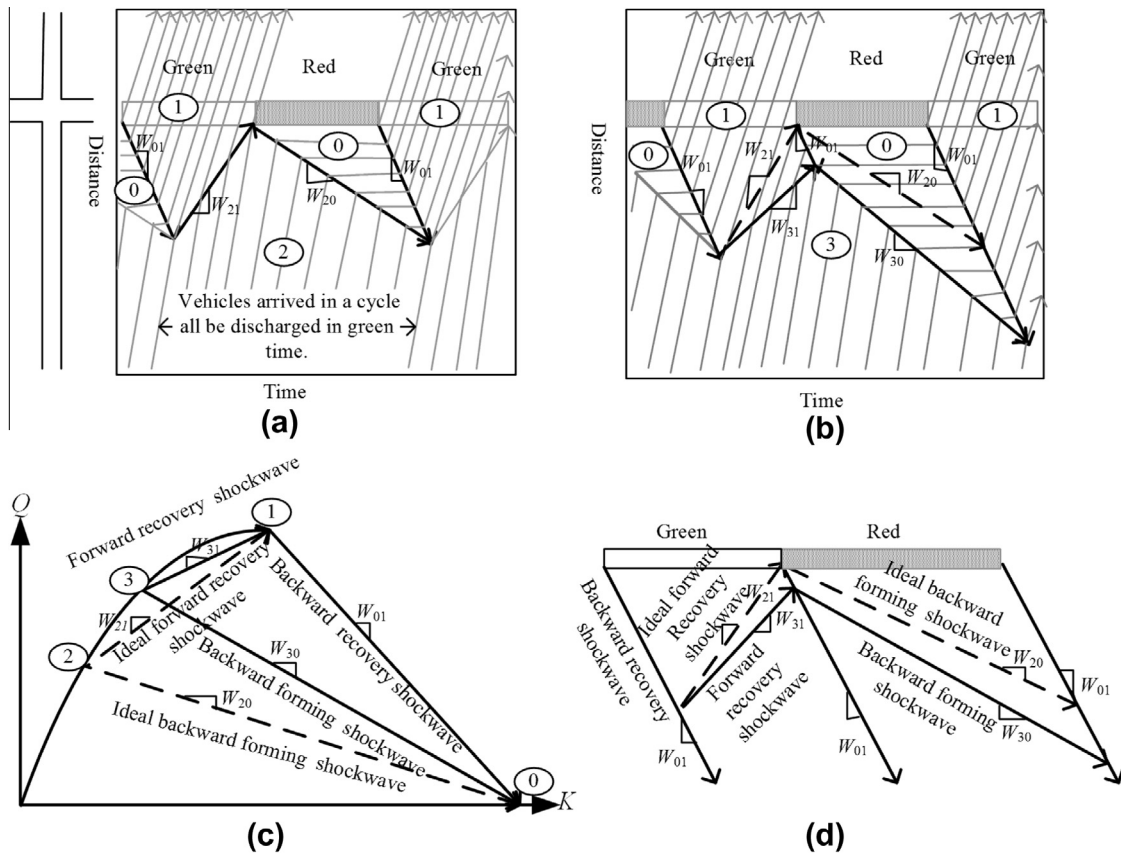 Green
Red
Green
1
1
0
W01
0
W21
W20
W01
2
Vehicles arrived in a cycle
all be discharged in green
time.
Distance
Time
(a)
Green
Red
Green
1
1
0
W01
W21
W01
0
W20
W01
W31
3
W30
Distance
Time
(b)
Q
Forward recovery shockwave
1
W31
3
W21
Ideal forward recovery
shockwave
W01
Backward recovery shockwave
2
W30
Backward forming shockwave
W20
Ideal backward forming shockwave
0
K
(c)
Green
Red
Backward recovery
shockwave
Ideal forward
Recovery
shockwave
W21
W31
Forward
recovery
shockwave
Ideal backward
forming shockwave
W20
W01
Backward forming
shockwave
W30
W01
W01
(d)